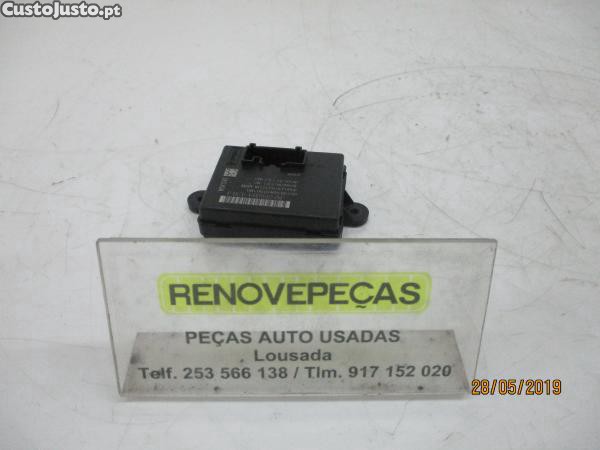 CustoJusto.pt
RENOVEPEÇAS
PEÇAS AUTO USADAS
Lousada
Telf. 253 566 138 / Tlm. 917 152 020
28/05/2019